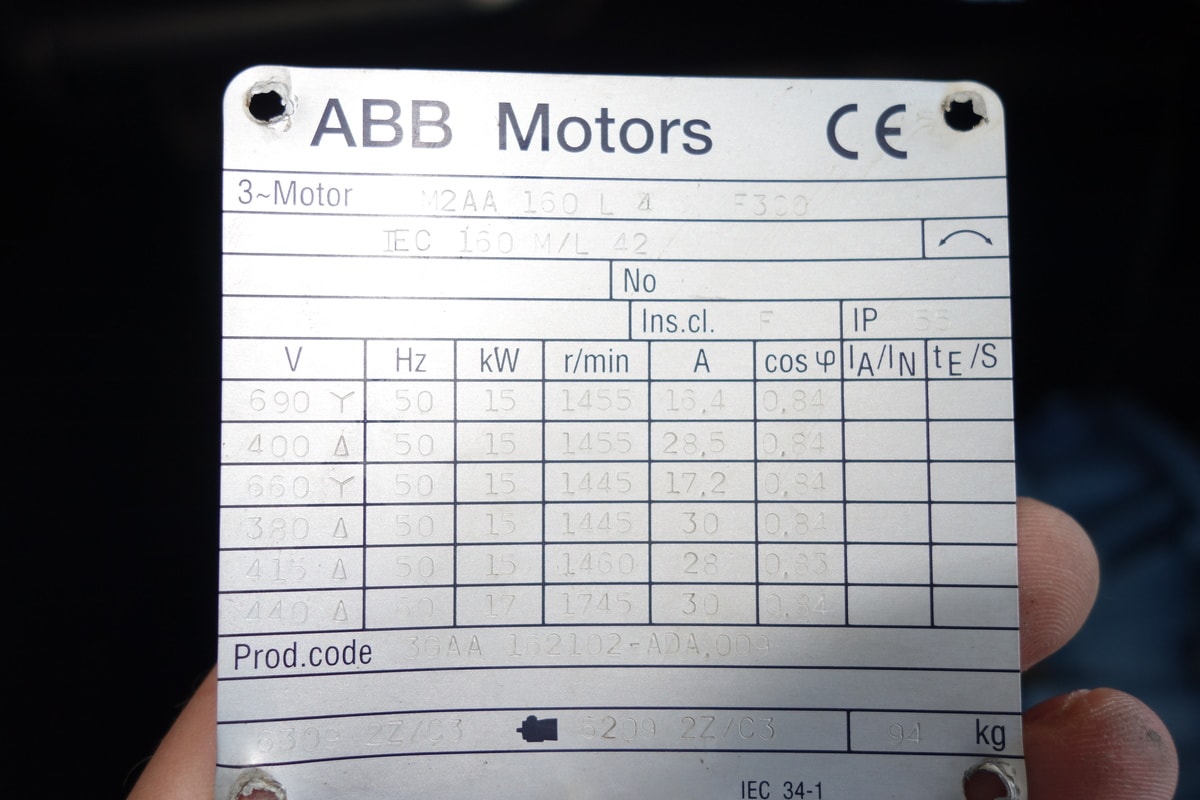 ABB Motors CE
3~Motor M2AA 160 L 4
IEC 160 M/L 42
No
Ins.cl. F IP 55
V Hz kW r/min A cos φ IA/IN tE/S
690 Y 50 15 1455 16,4 0,84
400 Δ 50 15 1455 28,5 0,84
660 Y 50 15 1445 17,2 0,84
380 Δ 50 15 1445 30 0,84
415 Δ 50 15 1460 28 0,83
440 Δ 60 17 1745 30 0,84
Prod.code 3GAA 162102-ADA,009
6309 2Z/C3 6209 2Z/C3 94 kg
IEC 34-1